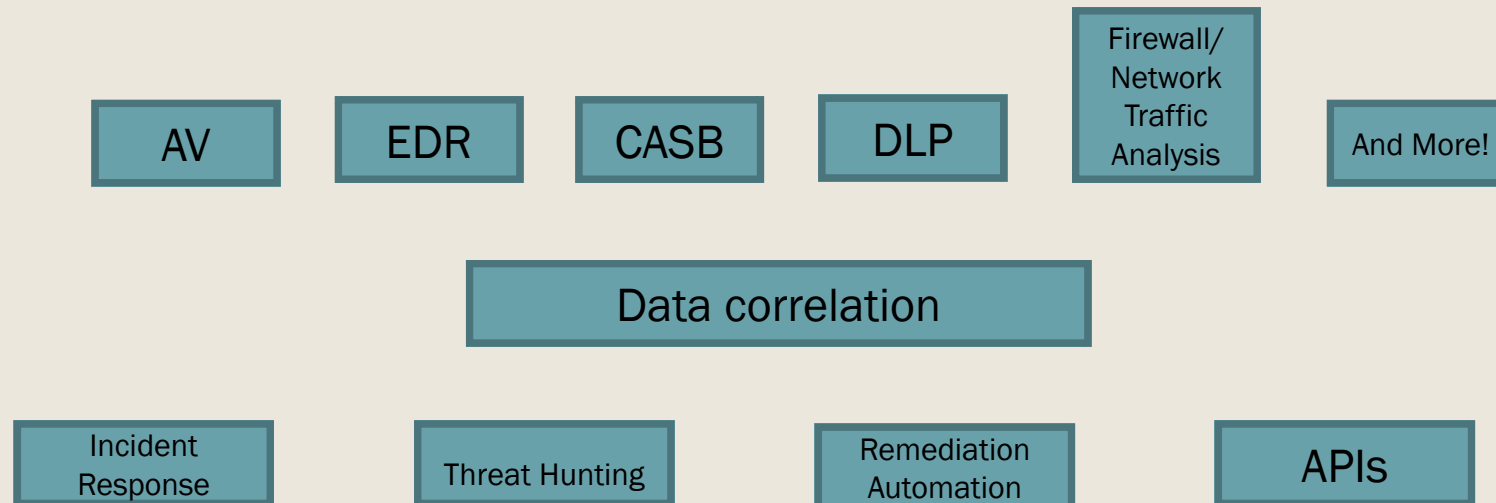 AV
EDR
CASB
DLP
Firewall/
Network
Traffic
Analysis
And More!
Data correlation
Incident
Response
Threat Hunting
Remediation
Automation
APIs